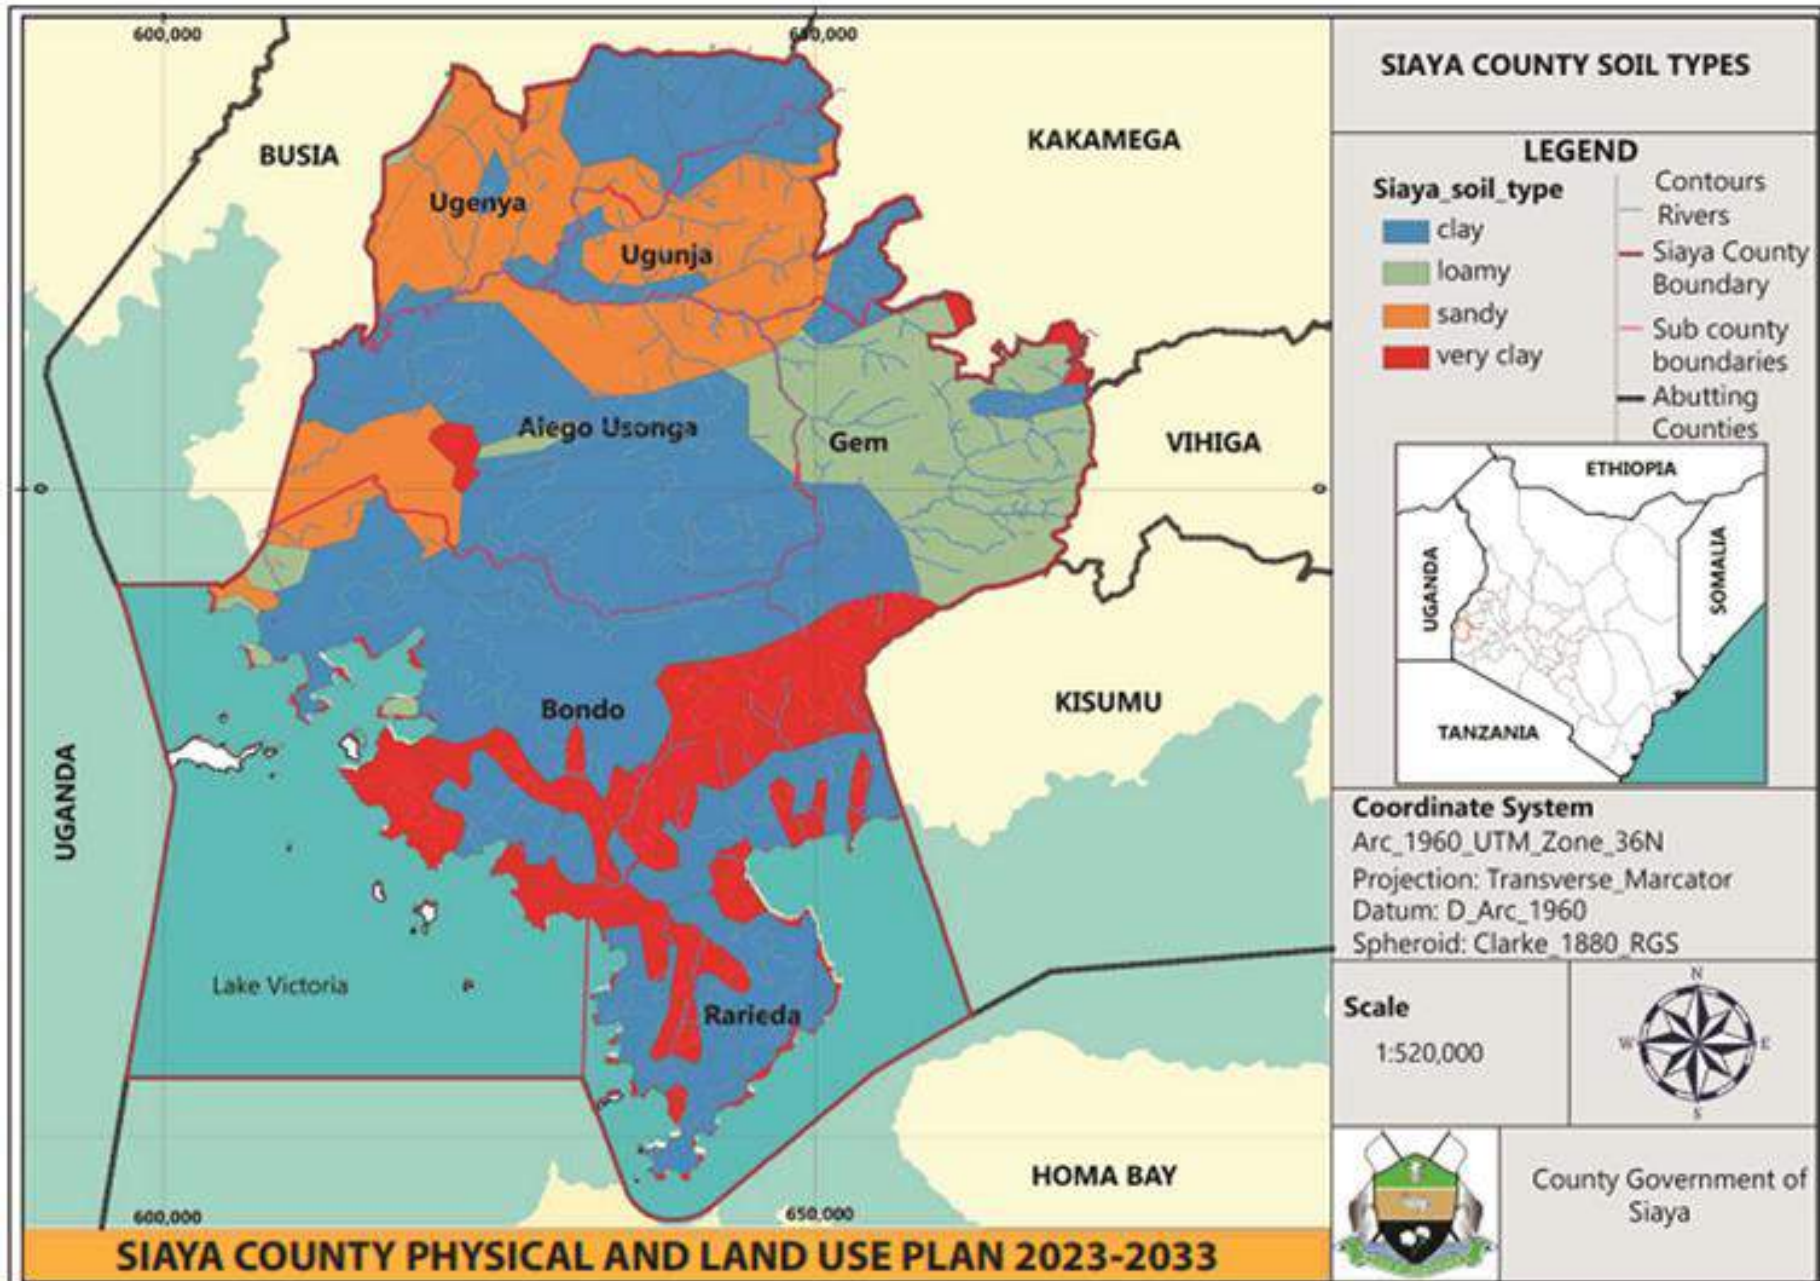 600,000
650,000
BUSIA
KAKAMEGA
Ugenya
Ugunja
Aiego Usonga
Gem
VIHIGA
0
0
Bondo
KISUMU
UGANDA
Lake Victoria
Rarieda
HOMA BAY
600,000
650,000
SIAYA COUNTY PHYSICAL AND LAND USE PLAN 2023-2033
SIAYA COUNTY SOIL TYPES
LEGEND
Siaya_soil_type
clay
loamy
sandy
very clay
Contours
Rivers
Siaya County
Boundary
Sub county
boundaries
Abutting
Counties
ETHIOPIA
UGANDA
SOMALIA
TANZANIA
Coordinate System
Arc_1960_UTM_Zone_36N
Projection: Transverse_Marcator
Datum: D_Arc_1960
Spheroid: Clarke_1880_RGS
Scale
1:520,000
N
W
E
S
County Government of
Siaya